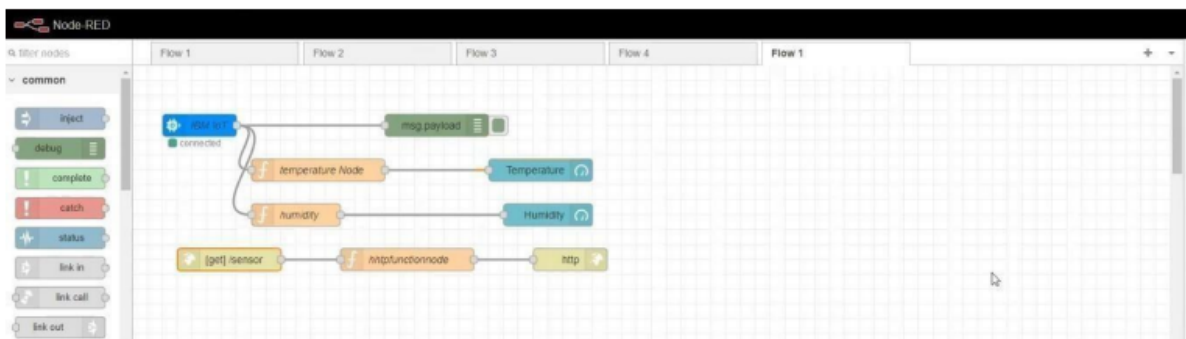 Node-RED
filter nodes
Flow 1
Flow 2
Flow 3
Flow 4
Flow 1
common
inject
debug
complete
catch
status
link in
link call
link out
IBM IoT
connected
msg.payload
temperature Node
Temperature
humidity
Humidity
[get] /sensor
httpfunctionnode
http